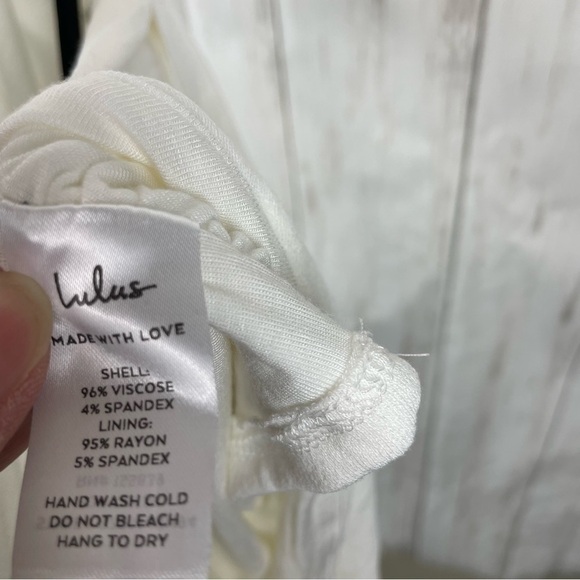 Lulus
MADE WITH LOVE
SHELL:
96% VISCOSE
4% SPANDEX
LINING:
95% RAYON
5% SPANDEX
HAND WASH COLD
DO NOT BLEACH
HANG TO DRY